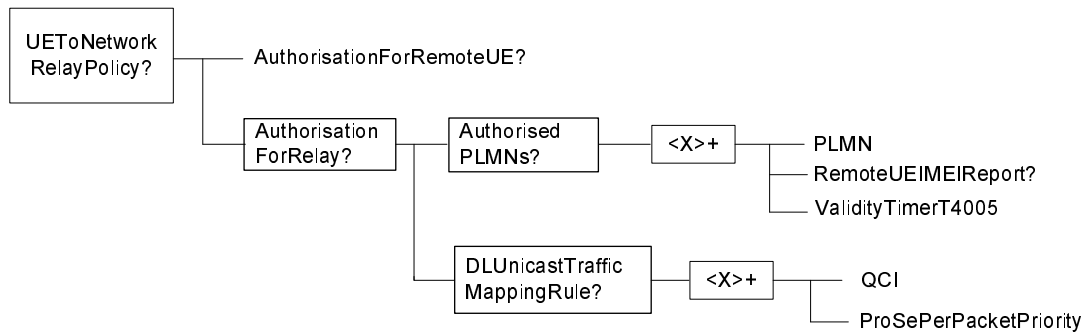 UEToNetwork
RelayPolicy?
AuthorisationForRemoteUE?
Authorisation
ForRelay?
Authorised
PLMNs?
<X>+
PLMN
RemoteUEIMEIReport?
ValidityTimerT4005
DLUnicastTraffic
MappingRule?
<X>+
QCI
ProSePerPacketPriority